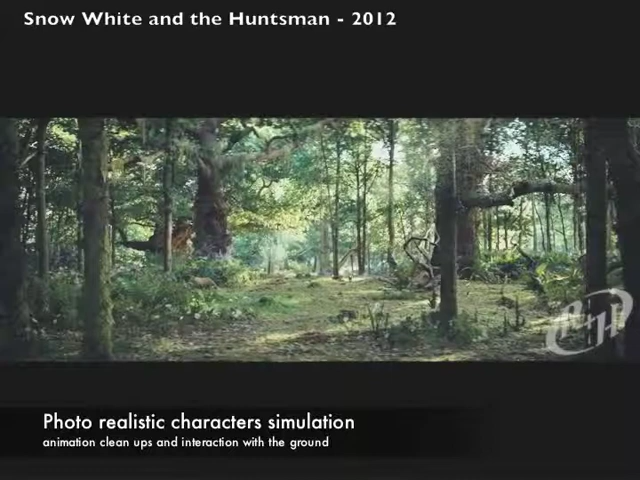 Snow White and the Huntsman - 2012
R+H
Photo realistic characters simulation
animation clean ups and interaction with the ground